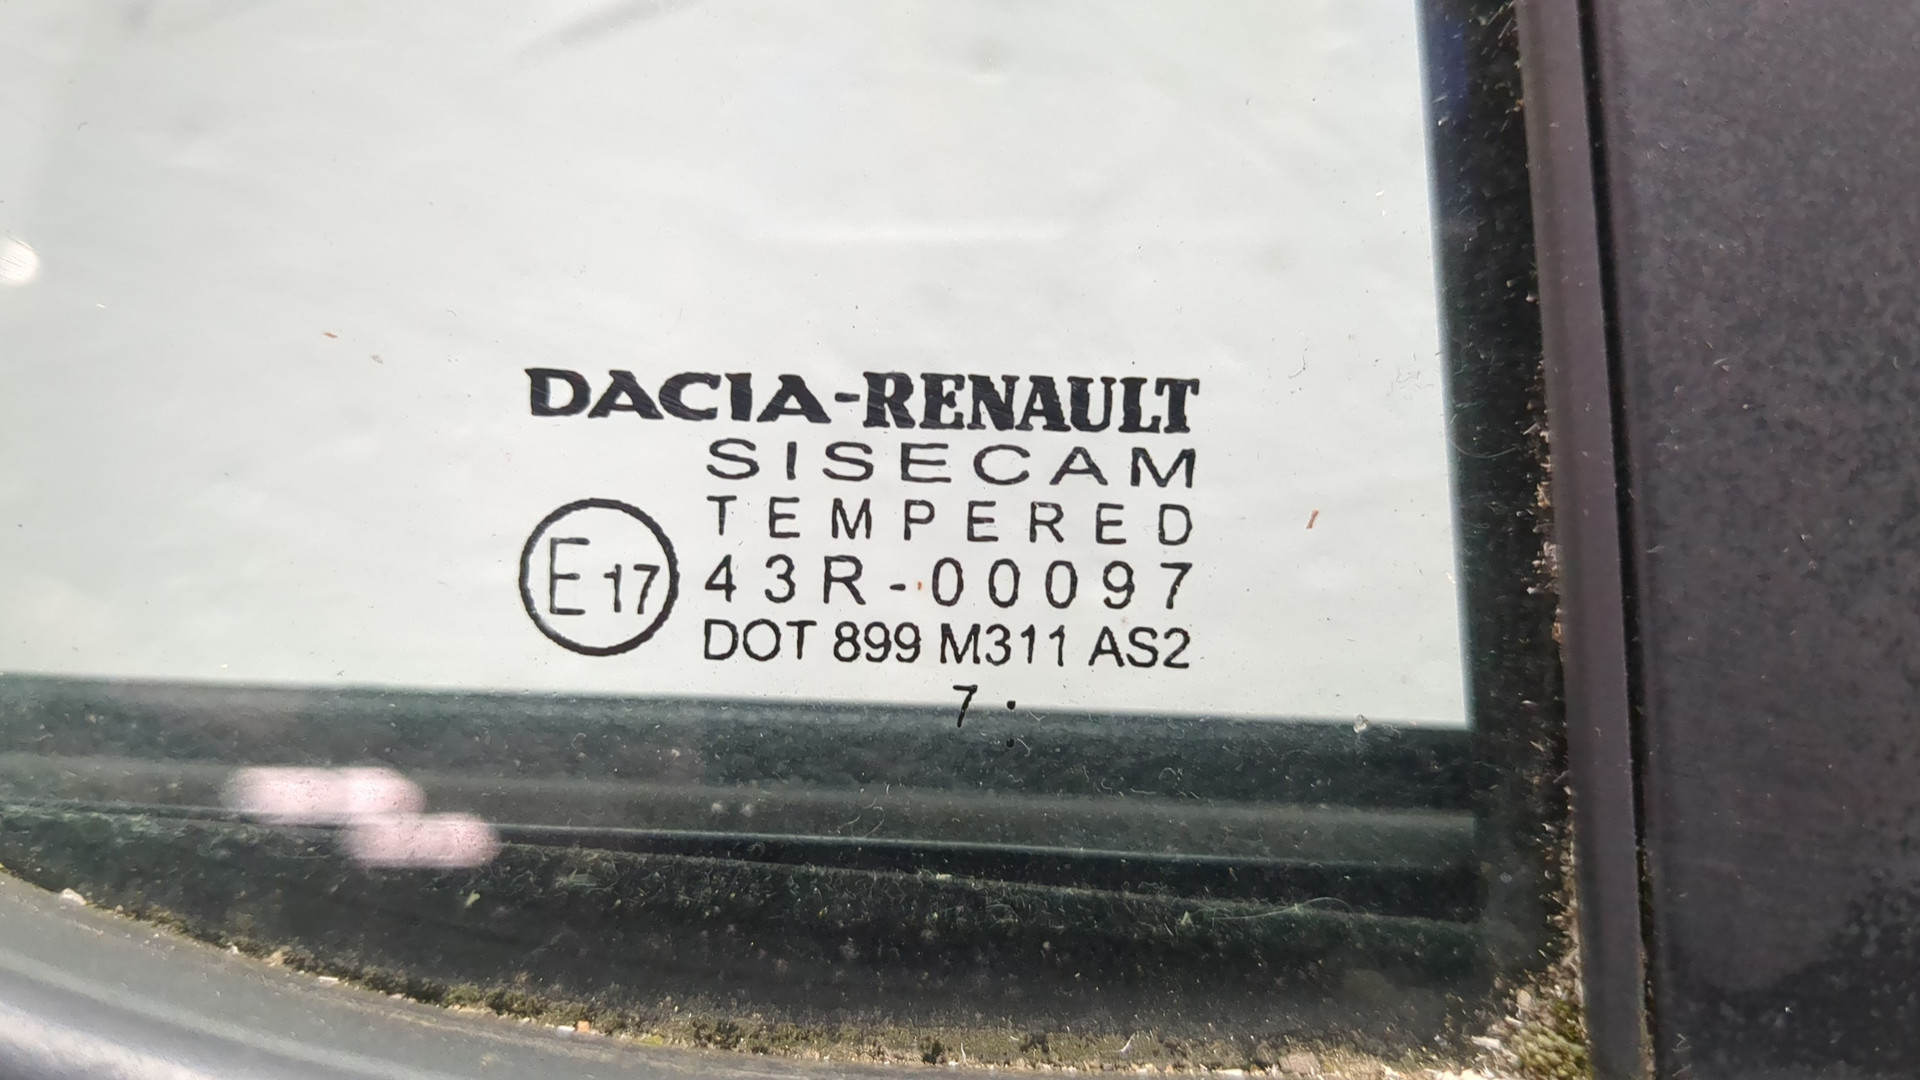 DACIA-RENAULT
SISECAM
TEMPERED
E17 43R-00097
DOT 899 M311 AS2
7 :